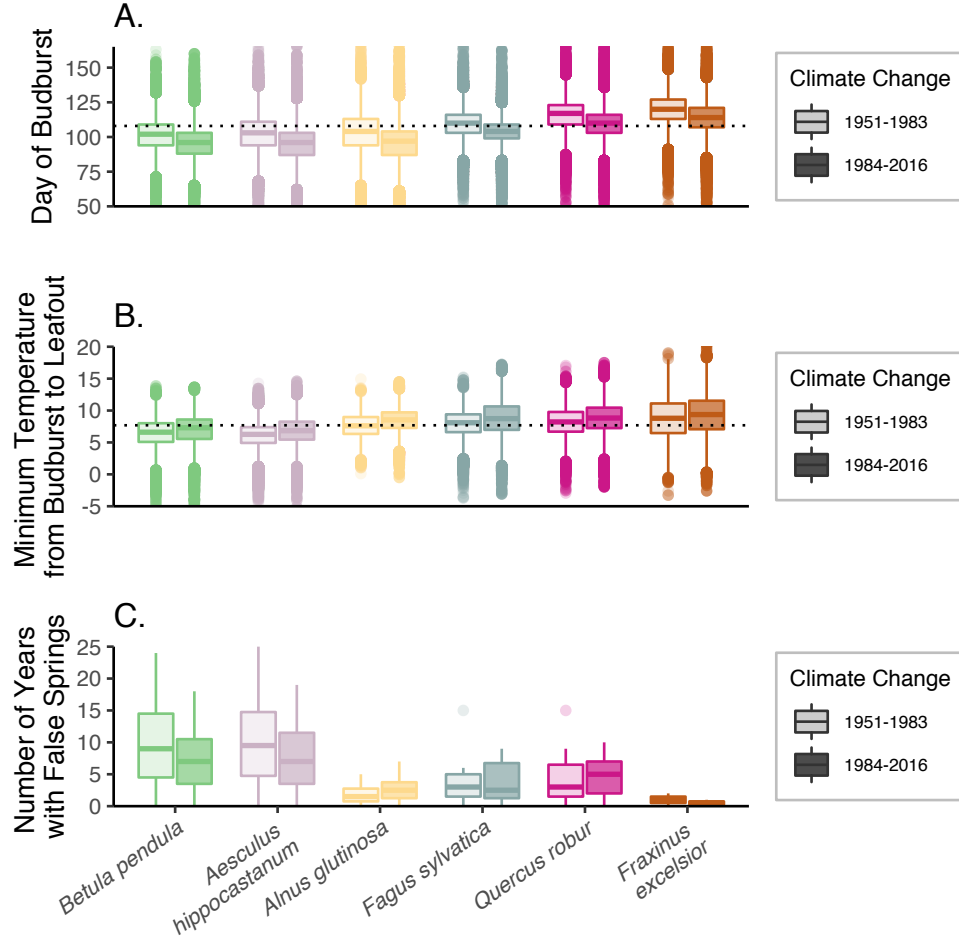 A.
Day of Budburst
150
125
100
75
50
Climate Change
1951-1983
1984-2016
B.
Minimum Temperature
from Budburst to Leafout
20
15
10
5
0
-5
Climate Change
1951-1983
1984-2016
C.
Number of Years
with False Springs
25
20
15
10
5
0
Climate Change
1951-1983
1984-2016
Betula pendula
Aesculus
hippocastanum
Alnus glutinosa
Fagus sylvatica
Quercus robur
Fraxinus
excelsior